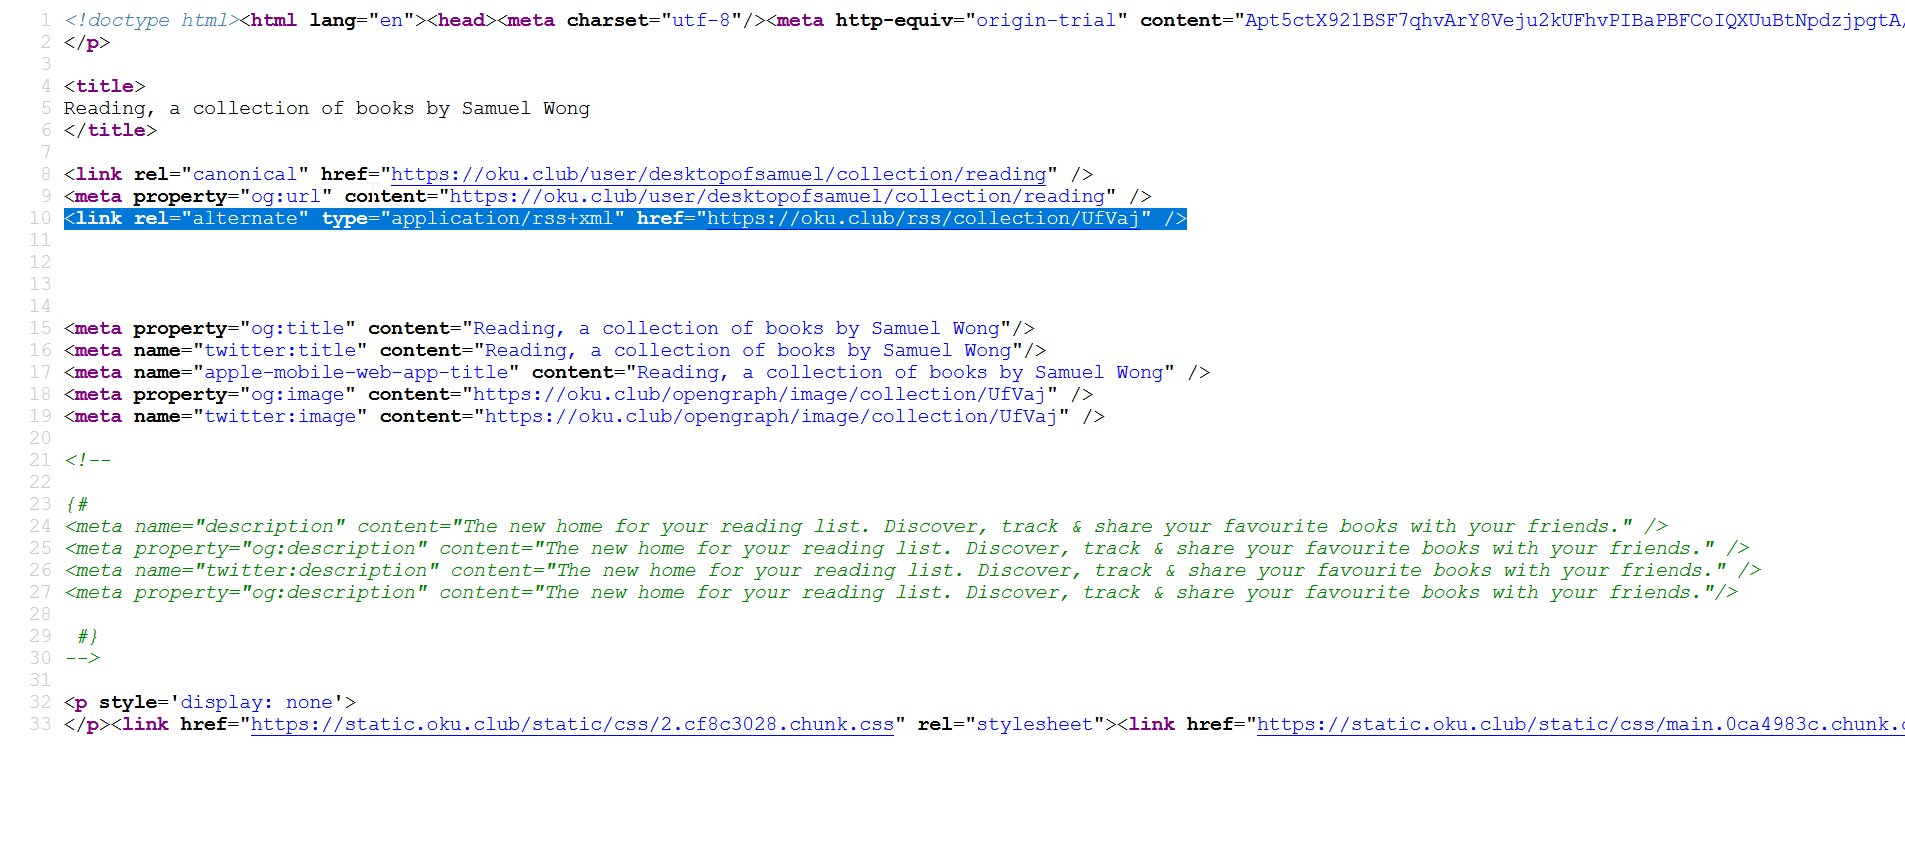 1 <!doctype html><html lang="en"><head><meta charset="utf-8"/><meta http-equiv="origin-trial" content="Apt5ctX921BSF7qhvArY8Veju2kUFhvPIBaPBFCoIQXUuBtNpdzjpgtA
2 </p>
3
4 <title>
5 Reading, a collection of books by Samuel Wong
6 </title>
7
8 <link rel="canonical" href="https://oku.club/user/desktopofsamuel/collection/reading" />
9 <meta property="og:url" content="https://oku.club/user/desktopofsamuel/collection/reading" />
10 <link rel="alternate" type="application/rss+xml" href="https://oku.club/rss/collection/UfVaj" />
11
12
13
14
15 <meta property="og:title" content="Reading, a collection of books by Samuel Wong"/>
16 <meta name="twitter:title" content="Reading, a collection of books by Samuel Wong"/>
17 <meta name="apple-mobile-web-app-title" content="Reading, a collection of books by Samuel Wong" />
18 <meta property="og:image" content="https://oku.club/opengraph/image/collection/UfVaj" />
19 <meta name="twitter:image" content="https://oku.club/opengraph/image/collection/UfVaj" />
20
21 <!--
22
23 {#
24 <meta name="description" content="The new home for your reading list. Discover, track & share your favourite books with your friends." />
25 <meta property="og:description" content="The new home for your reading list. Discover, track & share your favourite books with your friends." />
26 <meta name="twitter:description" content="The new home for your reading list. Discover, track & share your favourite books with your friends." />
27 <meta property="og:description" content="The new home for your reading list. Discover, track & share your favourite books with your friends."/>
28
29 #}
30 -->
31
32 <p style='display: none'>
33 </p><link href="https://static.oku.club/static/css/2.cf8c3028.chunk.css" rel="stylesheet"><link href="https://static.oku.club/static/css/main.0ca4983c.chunk.